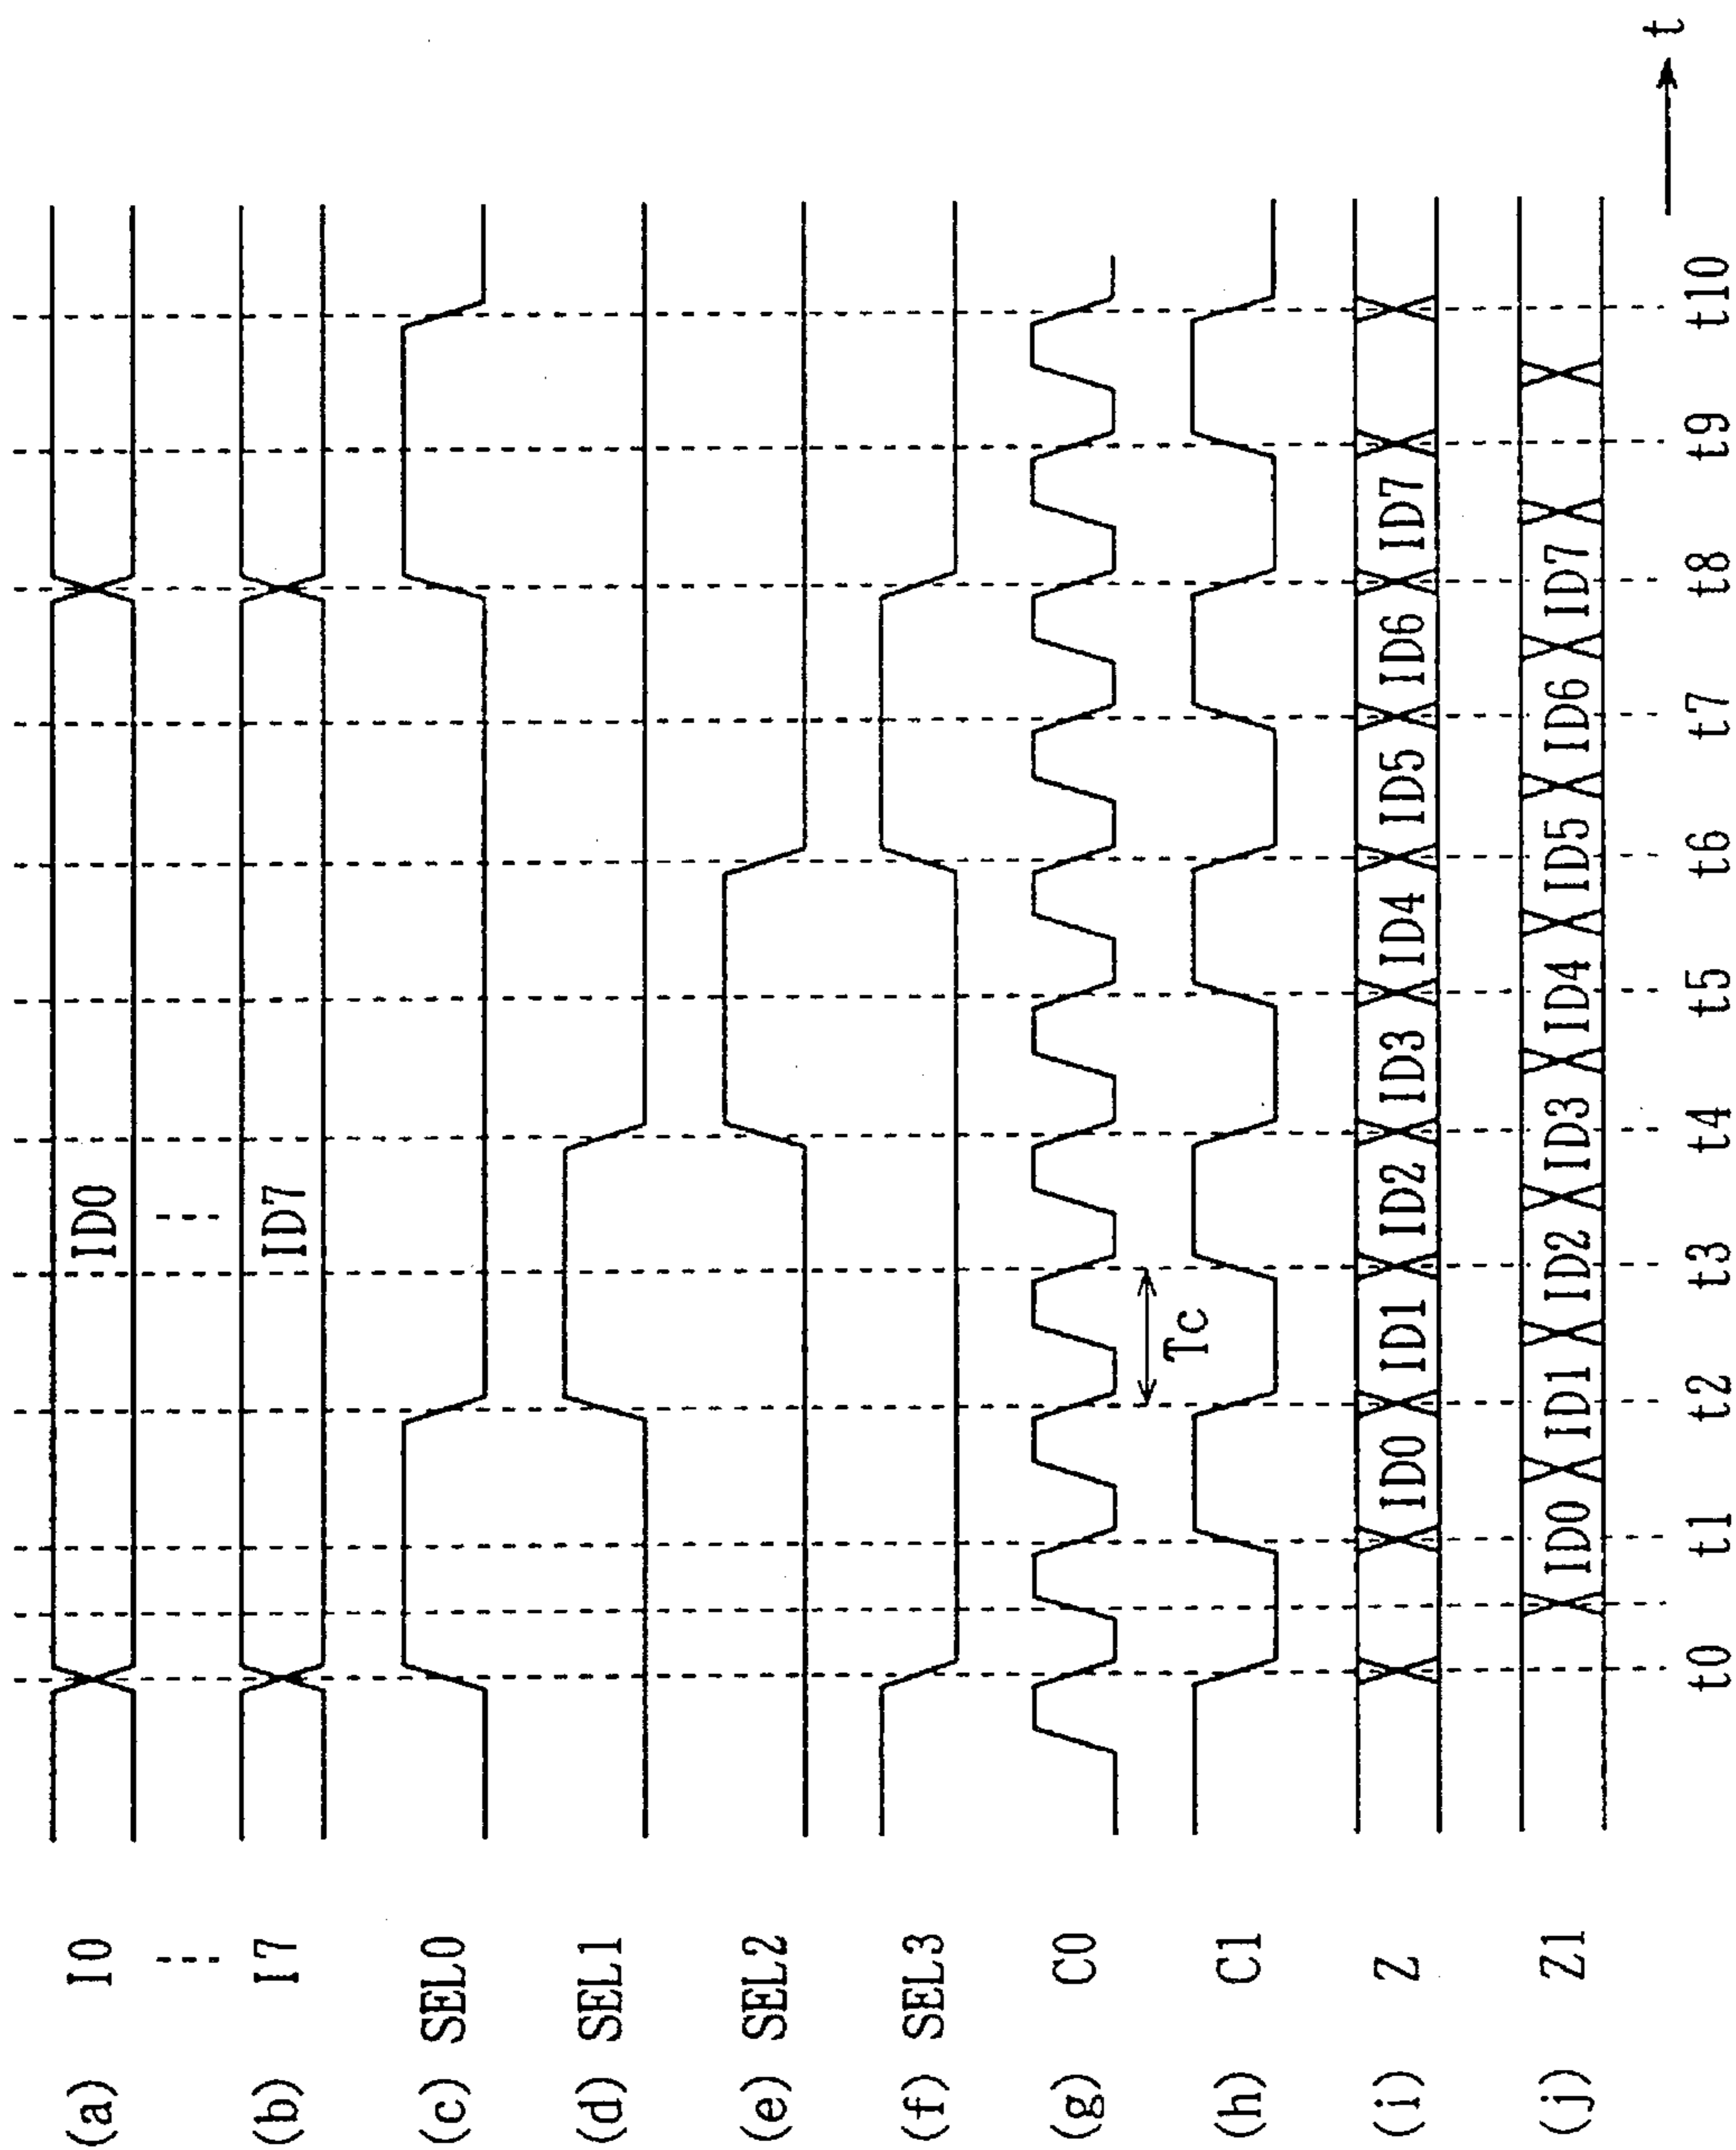 (a) I0 ID0
(b) I7 ID7
(c) SEL0
(d) SEL1
(e) SEL2
(f) SEL3
(g) C0
Tc
(h) C1
(i) Z ID0 ID1 ID2 ID3 ID4 ID5 ID6 ID7
(j) Z1 ID0 ID1 ID2 ID3 ID4 ID5 ID6 ID7
t0 t1 t2 t3 t4 t5 t6 t7 t8 t9 t10
t